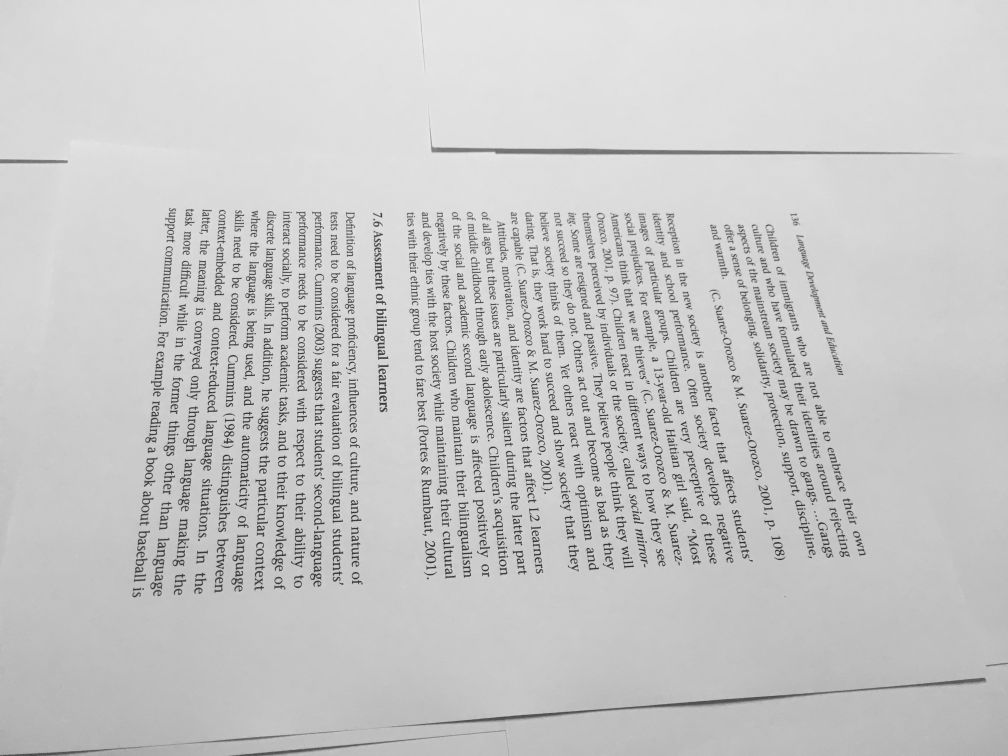 136 Language Development and Education
Children of immigrants who are not able to embrace their own
culture and who have formulated their identities around rejecting
aspects of the mainstream society may be drawn to gangs ... .Gangs
offer a sense of belonging, solidarity, protection, support, discipline,
and warmth. (C. Suarez-Orozco & M. Suarez-Orozco, 2001, p. 108)
Reception in the new society is another factor that affects students'
identity and school performance. Often society develops negative
images of particular groups. Children are very perceptive of these
social prejudices. For example, a 13-year-old Haitian girl said, "Most
Americans think that we are thieves" (C. Suarez-Orozco & M. Suarez-
Orozco, 2001, p. 97). Children react in different ways to how they see
themselves perceived by individuals or the society, called social mirror-
ing. Some are resigned and passive. They believe people think they will
not succeed so they do not. Others act out and become as bad as they
believe society thinks of them. Yet others react with optimism and
daring. That is, they work hard to succeed and show society that they
are capable (C. Suarez-Orozco & M. Suarez-Orozco, 2001).
Attitudes, motivation, and identity are factors that affect L2 learners
of all ages but these issues are particularly salient during the latter part
of middle childhood through early adolescence. Children's acquisition
of the social and academic second language is affected positively or
negatively by these factors. Children who maintain their bilingualism
and develop ties with the host society while maintaining their cultural
ties with their ethnic group tend to fare best (Portes & Rumbaut, 2001).
7.6 Assessment of bilingual learners
Definition of language proficiency, influences of culture, and nature of
tests need to be considered for a fair evaluation of bilingual students'
performance. Cummins (2003) suggests that students' second-language
performance needs to be considered with respect to their ability to
interact socially, to perform academic tasks, and to their knowledge of
discrete language skills. In addition, he suggests the particular context
where the language is being used, and the automaticity of language
skills need to be considered. Cummins (1984) distinguishes between
context-embedded and context-reduced language situations. In the
latter, the meaning is conveyed only through language making the
task more difficult while in the former things other than language
support communication. For example reading a book about baseball is